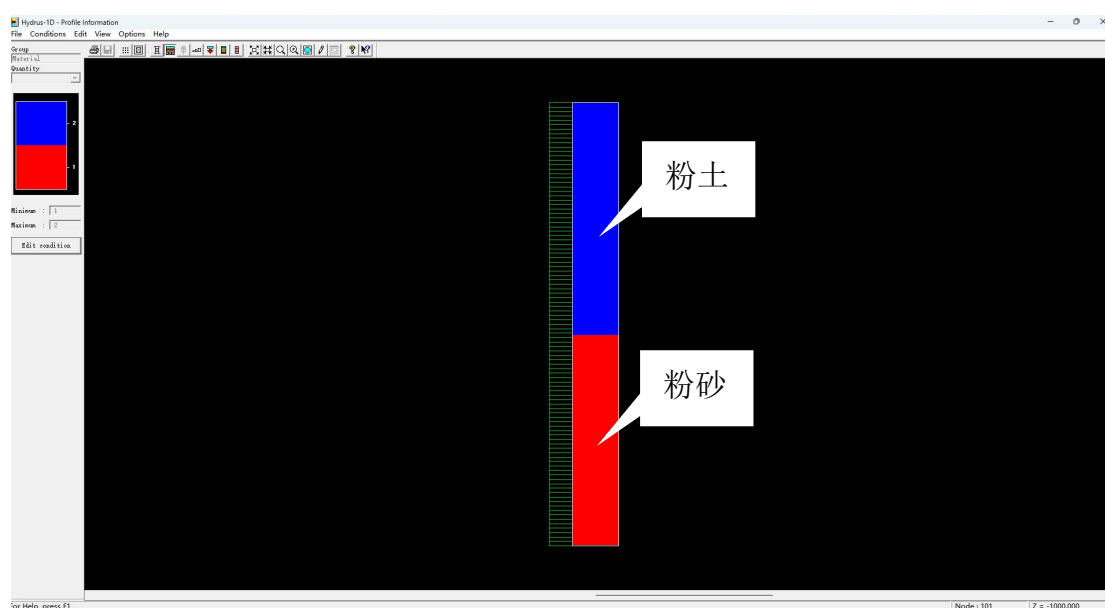 Hydrus-1D - Profile Information
File Conditions Edit View Options Help
Group
Material
Quantity
2
1
Minimum : 1
Maximum : 2
Edit condition
粉土
粉砂
For Help, press F1
Node : 101
Z = -1000.000